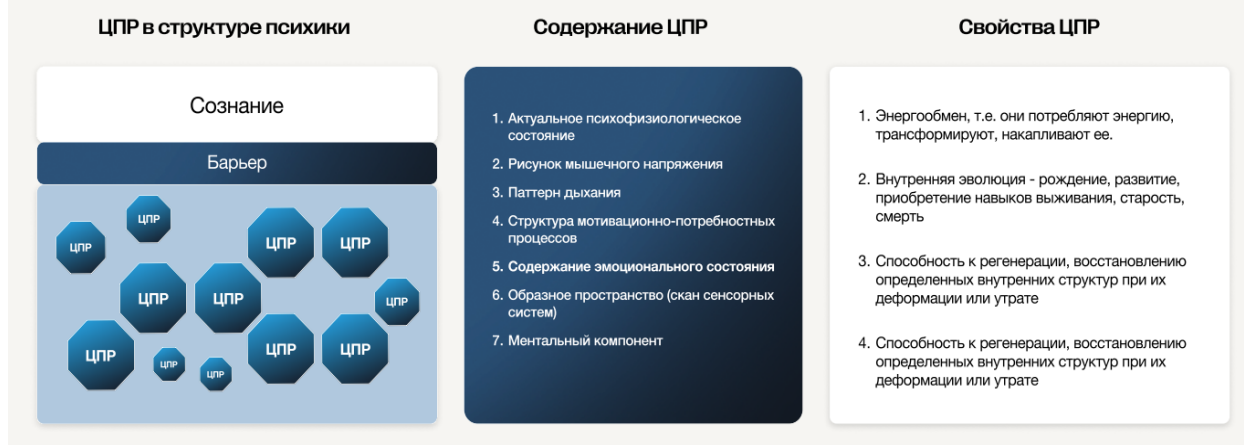 ЦПР в структуре психики
Сознание
Барьер
ЦПР
ЦПР
ЦПР
ЦПР
ЦПР
ЦПР
ЦПР
ЦПР
ЦПР
ЦПР
ЦПР
ЦПР
Содержание ЦПР
1. Актуальное психофизиологическое
состояние
2. Рисунок мышечного напряжения
3. Паттерн дыхания
4. Структура мотивационно-потребностных
процессов
5. Содержание эмоционального состояния
6. Образное пространство (скан сенсорных
систем)
7. Ментальный компонент
Свойства ЦПР
1. Энергообмен, т.е. они потребляют энергию,
трансформируют, накапливают ее.
2. Внутренняя эволюция - рождение, развитие,
приобретение навыков выживания, старость,
смерть
3. Способность к регенерации, восстановлению
определенных внутренних структур при их
деформации или утрате
4. Способность к регенерации, восстановлению
определенных внутренних структур при их
деформации или утрате